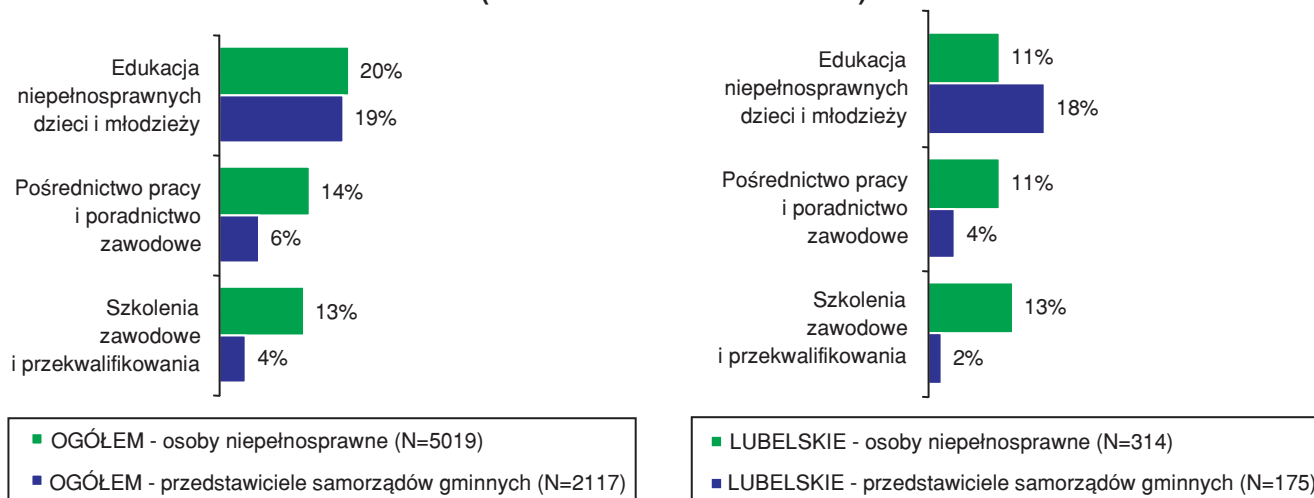 Edukacja
niepełnosprawnych
dzieci i młodzieży
20%
19%
Pośrednictwo pracy
i poradnictwo
zawodowe
14%
6%
Szkolenia
zawodowe
i przekwalifikowania
13%
4%
OGÓŁEM - osoby niepełnosprawne (N=5019)
OGÓŁEM - przedstawiciele samorządów gminnych (N=2117)
Edukacja
niepełnosprawnych
dzieci i młodzieży
11%
18%
Pośrednictwo pracy
i poradnictwo
zawodowe
11%
4%
Szkolenia
zawodowe
i przekwalifikowania
13%
2%
LUBELSKIE - osoby niepełnosprawne (N=314)
LUBELSKIE - przedstawiciele samorządów gminnych (N=175)